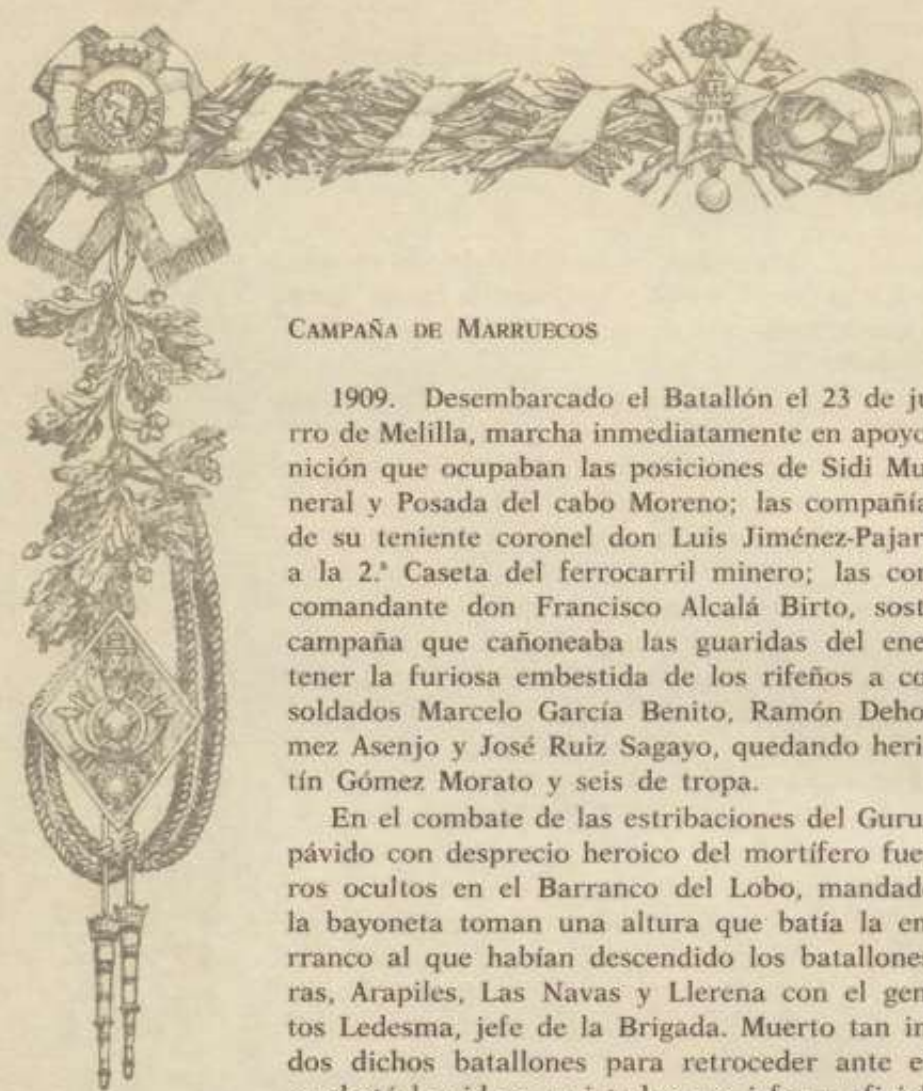 CAMPAÑA DE MARRUECOS
1909. Desembarcado el Batallón el 23 de ju
rro de Melilla, marcha inmediatamente en apoyo
nición que ocupaban las posiciones de Sidi Mu
neral y Posada del cabo Moreno; las compañía
de su teniente coronel don Luis Jiménez-Pajar
a la 2.ª Caseta del ferrocarril minero; las con
comandante don Francisco Alcalá Birto, sost
campaña que cañoneaba las guaridas del ene
tener la furiosa embestida de los rifeños a co
soldados Marcelo García Benito, Ramón Deho
mez Asenjo y José Ruiz Sagayo, quedando heri
tín Gómez Morato y seis de tropa.
En el combate de las estribaciones del Guru
pávido con desprecio heroico del mortífero fue
ros ocultos en el Barranco del Lobo, mandad
la bayoneta toman una altura que batía la en
rranco al que habían descendido los batallones
ras, Arapiles, Las Navas y Llerena con el gen
tos Ledesma, jefe de la Brigada. Muerto tan in
dos dichos batallones para retroceder ante e